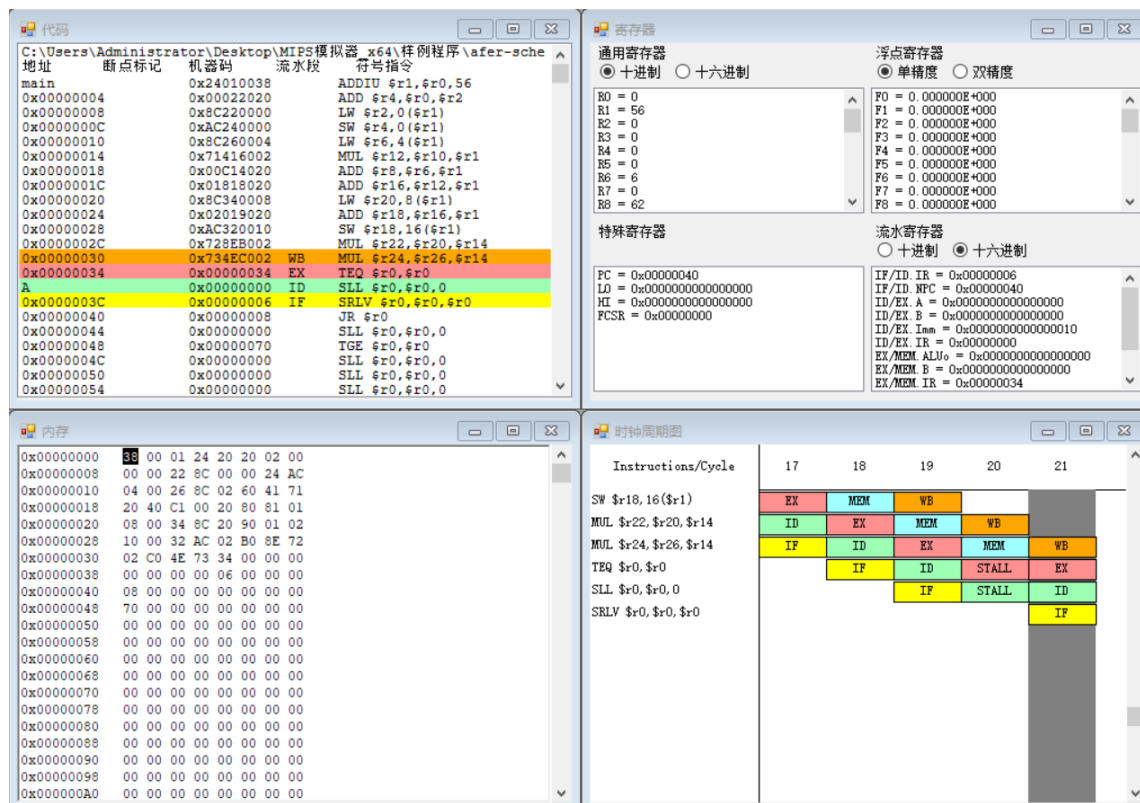 代码
C:\Users\Administrator\Desktop\MIPS模拟器_x64\样例程序\afer-sche
地址 断点标记 机器码 流水段 符号指令
main 0x24010038 ADDIU $r1,$r0,56
0x00000004 0x00022020 ADD $r4,$r0,$r2
0x00000008 0x8C220000 LW $r2,0($r1)
0x0000000C 0xAC240000 SW $r4,0($r1)
0x00000010 0x8C260004 LW $r6,4($r1)
0x00000014 0x71416002 MUL $r12,$r10,$r1
0x00000018 0x00C14020 ADD $r8,$r6,$r1
0x0000001C 0x01818020 ADD $r16,$r12,$r1
0x00000020 0x8C340008 LW $r20,8($r1)
0x00000024 0x02019020 ADD $r18,$r16,$r1
0x00000028 0xAC320010 SW $r18,16($r1)
0x0000002C 0x728EB002 MUL $r22,$r20,$r14
0x00000030 0x734EC002 WB MUL $r24,$r26,$r14
0x00000034 0x00000034 EX TEQ $r0,$r0
A 0x00000000 ID SLL $r0,$r0,0
0x0000003C 0x00000006 IF SRLV $r0,$r0,$r0
0x00000040 0x00000008 JR $r0
0x00000044 0x00000000 SLL $r0,$r0,0
0x00000048 0x00000070 TGE $r0,$r0
0x0000004C 0x00000000 SLL $r0,$r0,0
0x00000050 0x00000000 SLL $r0,$r0,0
0x00000054 0x00000000 SLL $r0,$r0,0
寄存器
通用寄存器
十进制 十六进制
R0 = 0
R1 = 56
R2 = 0
R3 = 0
R4 = 0
R5 = 0
R6 = 6
R7 = 0
R8 = 62
浮点寄存器
单精度 双精度
F0 = 0.000000E+000
F1 = 0.000000E+000
F2 = 0.000000E+000
F3 = 0.000000E+000
F4 = 0.000000E+000
F5 = 0.000000E+000
F6 = 0.000000E+000
F7 = 0.000000E+000
F8 = 0.000000E+000
特殊寄存器
PC = 0x00000040
LO = 0x0000000000000000
HI = 0x0000000000000000
FCSR = 0x00000000
流水寄存器
十进制 十六进制
IF/ID.IR = 0x00000006
IF/ID.NPC = 0x00000040
ID/EX.A = 0x0000000000000000
ID/EX.B = 0x0000000000000000
ID/EX.Imm = 0x0000000000000010
ID/EX.IR = 0x00000000
EX/MEM.ALUo = 0x0000000000000000
EX/MEM.B = 0x0000000000000000
EX/MEM.IR = 0x00000034
内存
0x00000000 38 00 01 24 20 20 02 00
0x00000008 00 00 22 8C 00 00 24 AC
0x00000010 04 00 26 8C 02 60 41 71
0x00000018 20 40 C1 00 20 80 81 01
0x00000020 08 00 34 8C 20 90 01 02
0x00000028 10 00 32 AC 02 B0 8E 72
0x00000030 02 C0 4E 73 34 00 00 00
0x00000038 00 00 00 00 06 00 00 00
0x00000040 08 00 00 00 00 00 00 00
0x00000048 70 00 00 00 00 00 00 00
0x00000050 00 00 00 00 00 00 00 00
0x00000058 00 00 00 00 00 00 00 00
0x00000060 00 00 00 00 00 00 00 00
0x00000068 00 00 00 00 00 00 00 00
0x00000070 00 00 00 00 00 00 00 00
0x00000078 00 00 00 00 00 00 00 00
0x00000080 00 00 00 00 00 00 00 00
0x00000088 00 00 00 00 00 00 00 00
0x00000090 00 00 00 00 00 00 00 00
0x00000098 00 00 00 00 00 00 00 00
0x000000A0 00 00 00 00 00 00 00 00
时钟周期图
Instructions/Cycle 17 18 19 20 21
SW $r18,16($r1) EX MEM WB
MUL $r22,$r20,$r14 ID EX MEM WB
MUL $r24,$r26,$r14 IF ID EX MEM WB
TEQ $r0,$r0 IF ID STALL EX
SLL $r0,$r0,0 IF STALL ID
SRLV $r0,$r0,$r0 IF